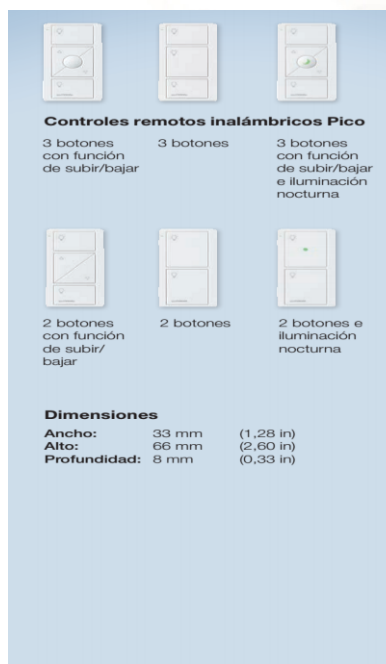 Controles remotos inalámbricos Pico
3 botones
con función
de subir/bajar
3 botones
3 botones
con función
de subir/bajar
e iluminación
nocturna
2 botones
con función
de subir/
bajar
2 botones
2 botones e
iluminación
nocturna
Dimensiones
Ancho: 33 mm (1,28 in)
Alto: 66 mm (2,60 in)
Profundidad: 8 mm (0,33 in)